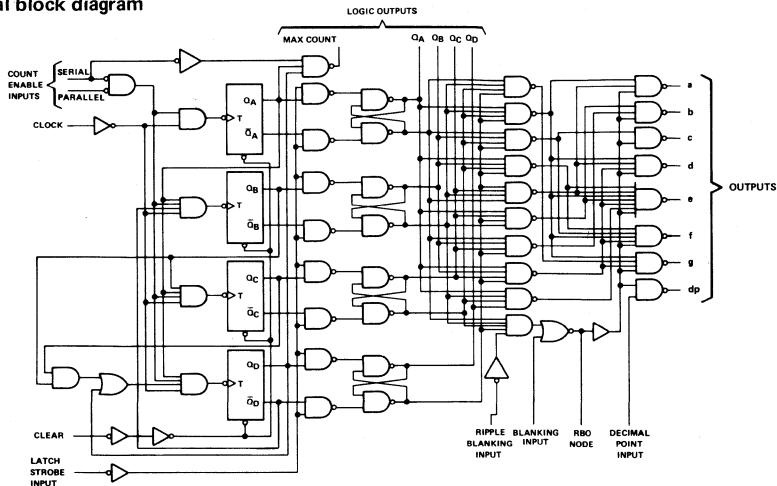 al block diagram
LOGIC OUTPUTS
MAX COUNT
QA QB QC QD
COUNT ENABLE INPUTS
SERIAL
PARALLEL
CLOCK
QA
T
Q̄A
QB
T
Q̄B
QC
T
Q̄C
QD
T
Q̄D
CLEAR
LATCH STROBE INPUT
a
b
c
d
e
f
g
dp
OUTPUTS
RIPPLE BLANKING INPUT
BLANKING INPUT
RBO NODE
DECIMAL POINT INPUT